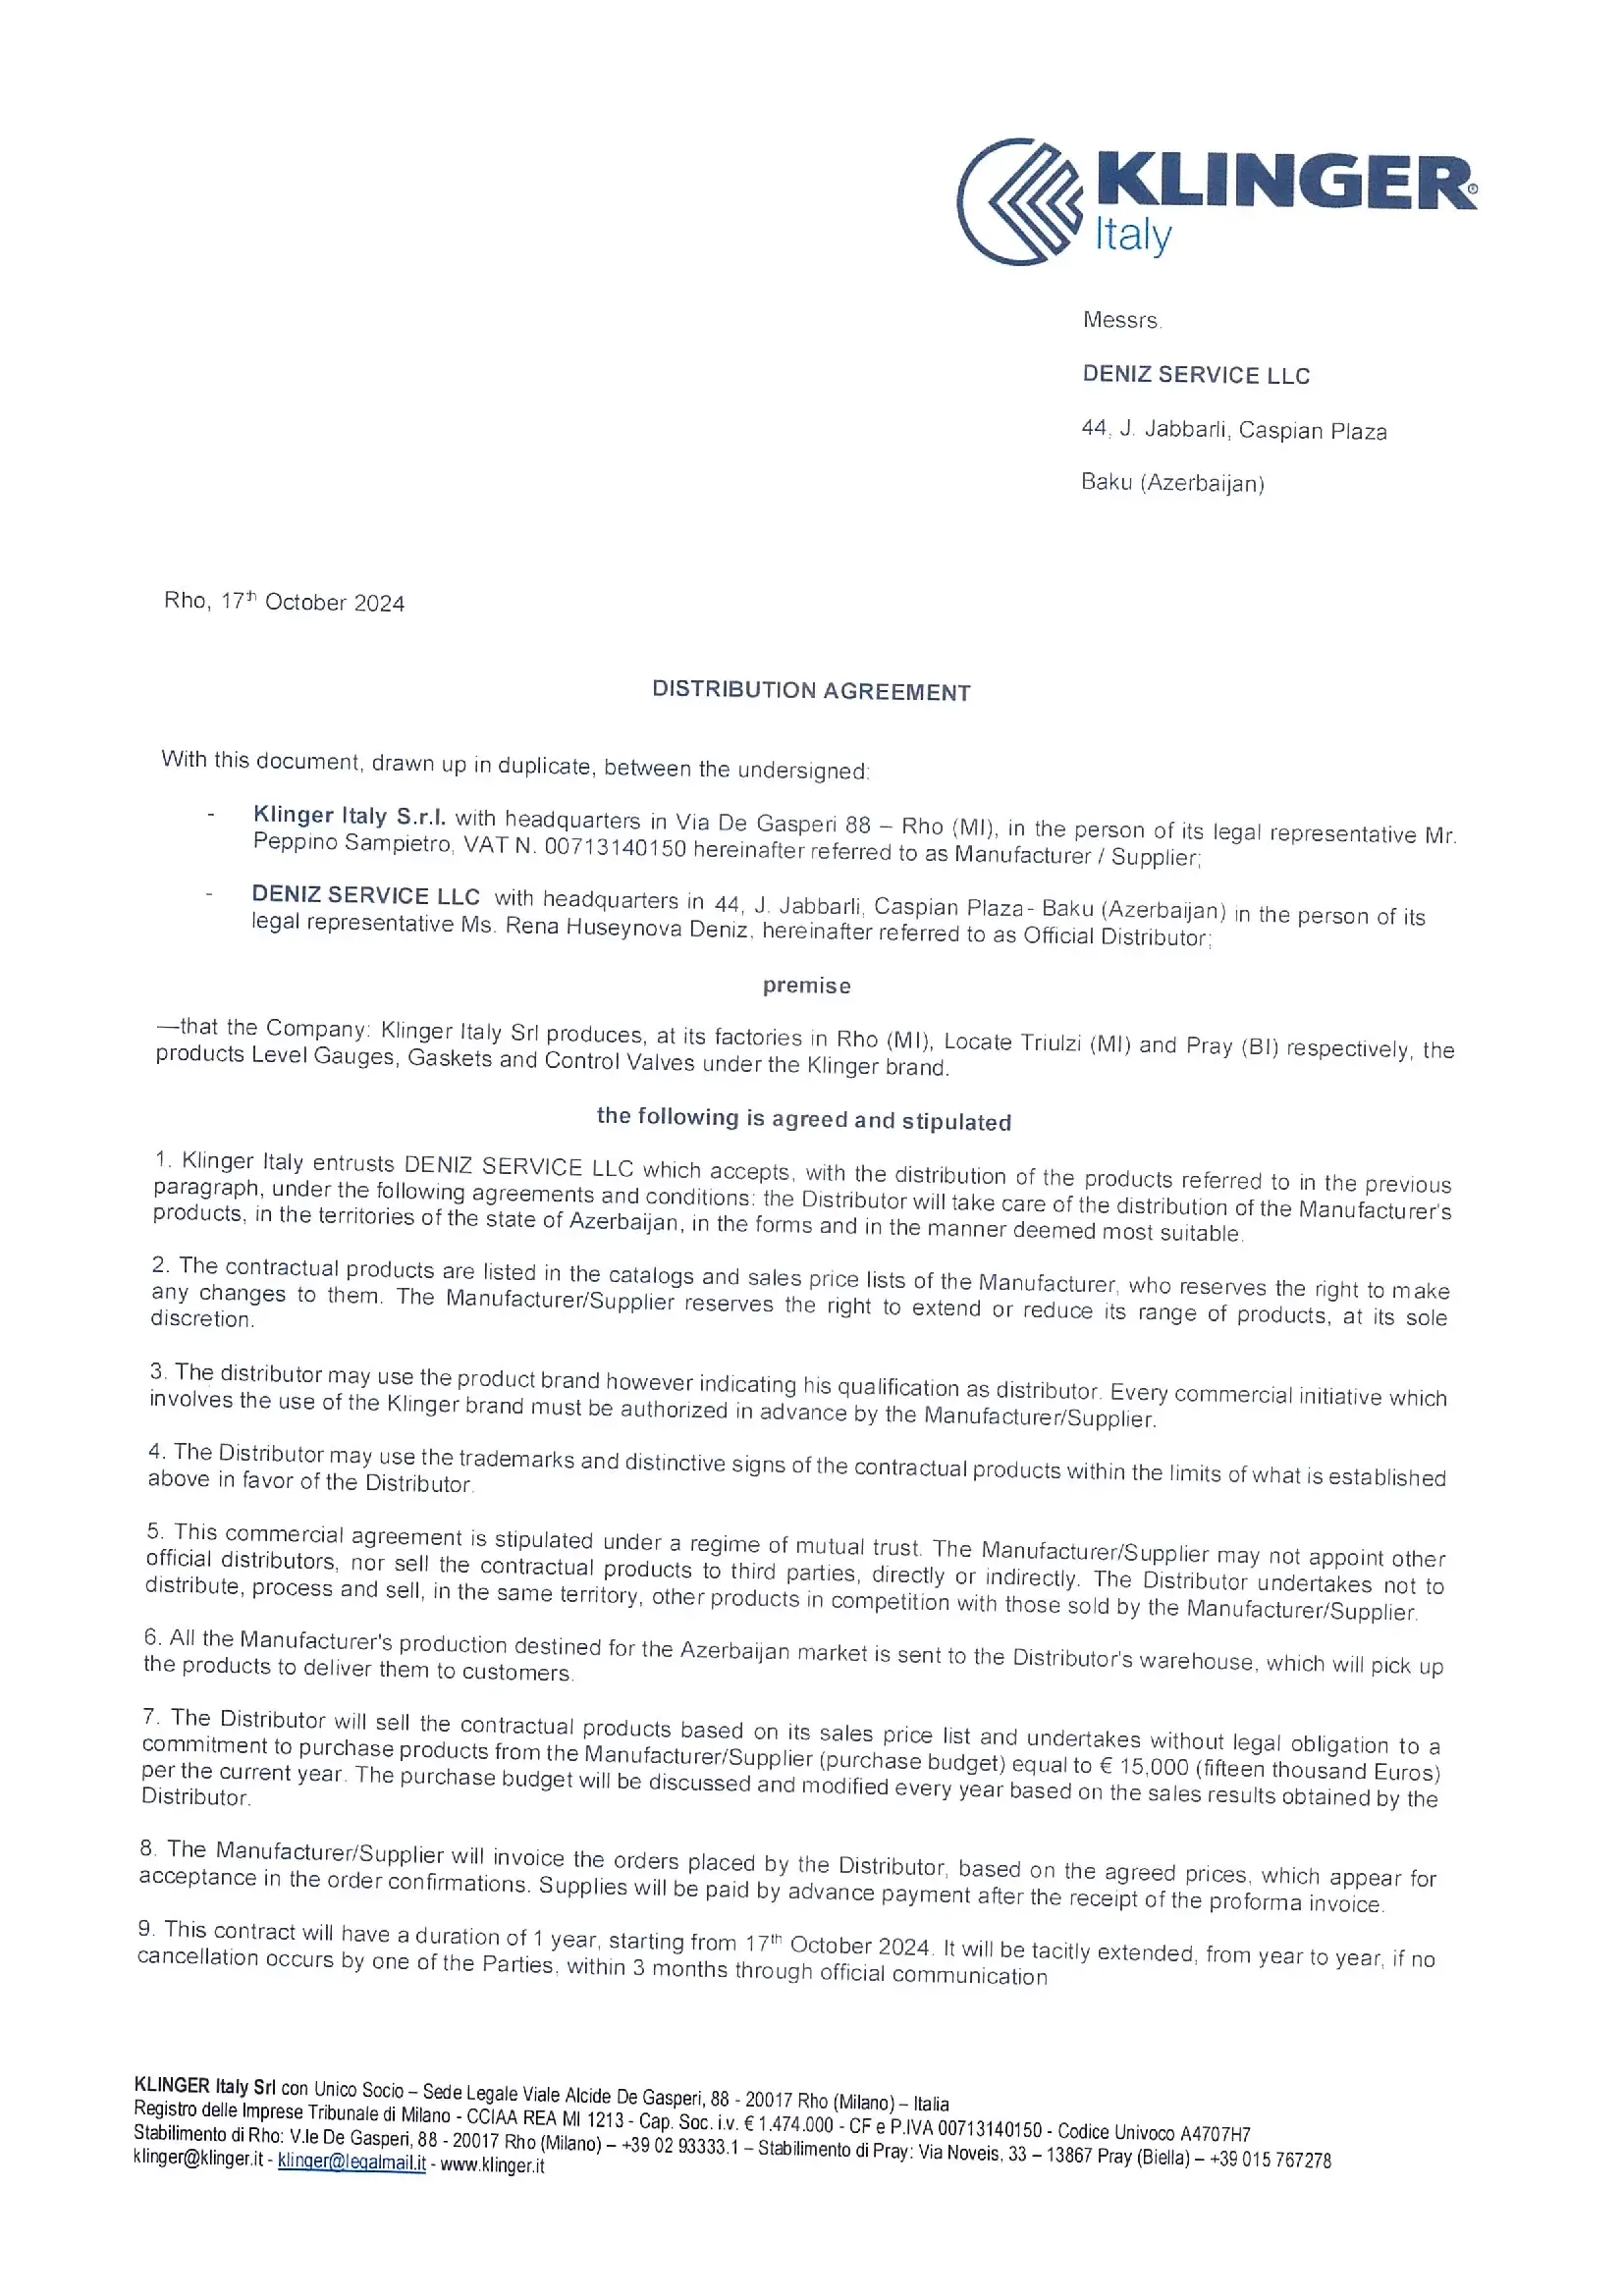 KLINGER®
Italy
Messrs.
DENIZ SERVICE LLC
44, J. Jabbarli, Caspian Plaza
Baku (Azerbaijan)
Rho, 17th October 2024
DISTRIBUTION AGREEMENT
With this document, drawn up in duplicate, between the undersigned:
- Klinger Italy S.r.l. with headquarters in Via De Gasperi 88 – Rho (MI), in the person of its legal representative Mr.
Peppino Sampietro, VAT N. 00713140150 hereinafter referred to as Manufacturer / Supplier;
- DENIZ SERVICE LLC with headquarters in 44, J. Jabbarli, Caspian Plaza- Baku (Azerbaijan) in the person of its
legal representative Ms. Rena Huseynova Deniz, hereinafter referred to as Official Distributor;
premise
—that the Company: Klinger Italy Srl produces, at its factories in Rho (MI), Locate Triulzi (MI) and Pray (BI) respectively, the
products Level Gauges, Gaskets and Control Valves under the Klinger brand.
the following is agreed and stipulated
1. Klinger Italy entrusts DENIZ SERVICE LLC which accepts, with the distribution of the products referred to in the previous
paragraph, under the following agreements and conditions: the Distributor will take care of the distribution of the Manufacturer's
products, in the territories of the state of Azerbaijan, in the forms and in the manner deemed most suitable.
2. The contractual products are listed in the catalogs and sales price lists of the Manufacturer, who reserves the right to make
any changes to them. The Manufacturer/Supplier reserves the right to extend or reduce its range of products, at its sole
discretion.
3. The distributor may use the product brand however indicating his qualification as distributor. Every commercial initiative which
involves the use of the Klinger brand must be authorized in advance by the Manufacturer/Supplier.
4. The Distributor may use the trademarks and distinctive signs of the contractual products within the limits of what is established
above in favor of the Distributor.
5. This commercial agreement is stipulated under a regime of mutual trust. The Manufacturer/Supplier may not appoint other
official distributors, nor sell the contractual products to third parties, directly or indirectly. The Distributor undertakes not to
distribute, process and sell, in the same territory, other products in competition with those sold by the Manufacturer/Supplier.
6. All the Manufacturer's production destined for the Azerbaijan market is sent to the Distributor's warehouse, which will pick up
the products to deliver them to customers.
7. The Distributor will sell the contractual products based on its sales price list and undertakes without legal obligation to a
commitment to purchase products from the Manufacturer/Supplier (purchase budget) equal to € 15,000 (fifteen thousand Euros)
per the current year. The purchase budget will be discussed and modified every year based on the sales results obtained by the
Distributor.
8. The Manufacturer/Supplier will invoice the orders placed by the Distributor, based on the agreed prices, which appear for
acceptance in the order confirmations. Supplies will be paid by advance payment after the receipt of the proforma invoice.
9. This contract will have a duration of 1 year, starting from 17th October 2024. It will be tacitly extended, from year to year, if no
cancellation occurs by one of the Parties, within 3 months through official communication
KLINGER Italy Srl con Unico Socio – Sede Legale Viale Alcide De Gasperi, 88 - 20017 Rho (Milano) – Italia
Registro delle Imprese Tribunale di Milano - CCIAA REA MI 1213 - Cap. Soc. i.v. € 1.474.000 - CF e P.IVA 00713140150 - Codice Univoco A4707H7
Stabilimento di Rho: V.le De Gasperi, 88 - 20017 Rho (Milano) – +39 02 93333.1 – Stabilimento di Pray: Via Noveis, 33 – 13867 Pray (Biella) – +39 015 767278
klinger@klinger.it - klinger@legalmail.it - www.klinger.it